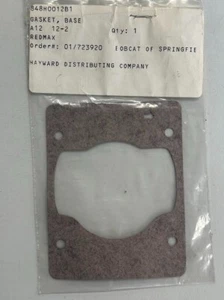 848H0012B1
GASKET, BASE
A12 12-2 Qty: 1
REDMAX
Order#: 01/723920 BOBCAT OF SPRINGFIE
HAYWARD DISTRIBUTING COMPANY